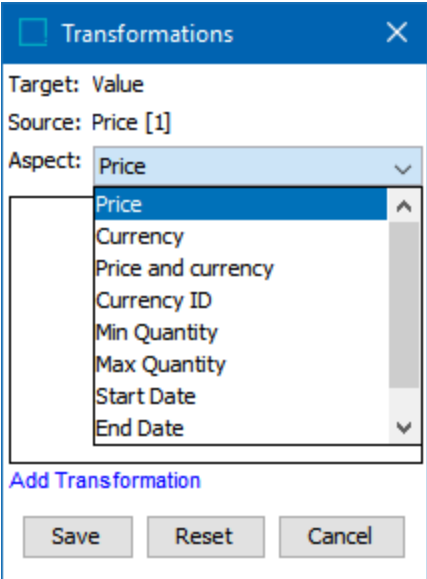 Transformations
Target: Value
Source: Price [1]
Aspect: Price
Price
Currency
Price and currency
Currency ID
Min Quantity
Max Quantity
Start Date
End Date
Add Transformation
Save Reset Cancel